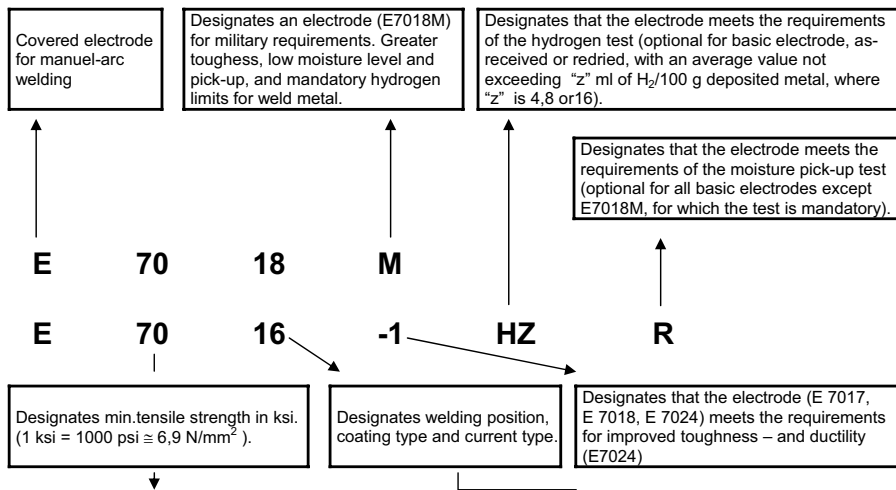 Covered electrode
for manuel-arc
welding
Designates an electrode (E7018M)
for military requirements. Greater
toughness, low moisture level and
pick-up, and mandatory hydrogen
limits for weld metal.
Designates that the electrode meets the requirements
of the hydrogen test (optional for basic electrode, as-
received or redried, with an average value not
exceeding “z” ml of H₂/100 g deposited metal, where
“z” is 4,8 or16).
Designates that the electrode meets the
requirements of the moisture pick-up test
(optional for all basic electrodes except
E7018M, for which the test is mandatory).
E 70 18 M
E 70 16 -1 HZ R
Designates min.tensile strength in ksi.
(1 ksi = 1000 psi ≅ 6,9 N/mm² ).
Designates welding position,
coating type and current type.
Designates that the electrode (E 7017,
E 7018, E 7024) meets the requirements
for improved toughness – and ductility
(E7024)